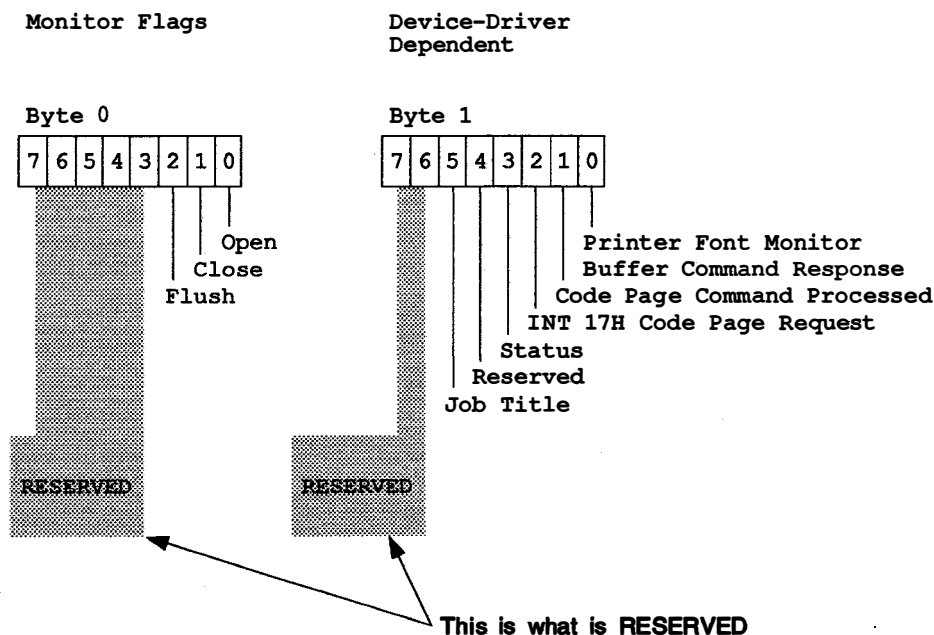 Monitor Flags
Device-Driver
Dependent
Byte 0
Byte 1
7 6 5 4 3 2 1 0
7 6 5 4 3 2 1 0
Open
Close
Flush
Printer Font Monitor
Buffer Command Response
Code Page Command Processed
INT 17H Code Page Request
Status
Reserved
Job Title
RESERVED
RESERVED
This is what is RESERVED